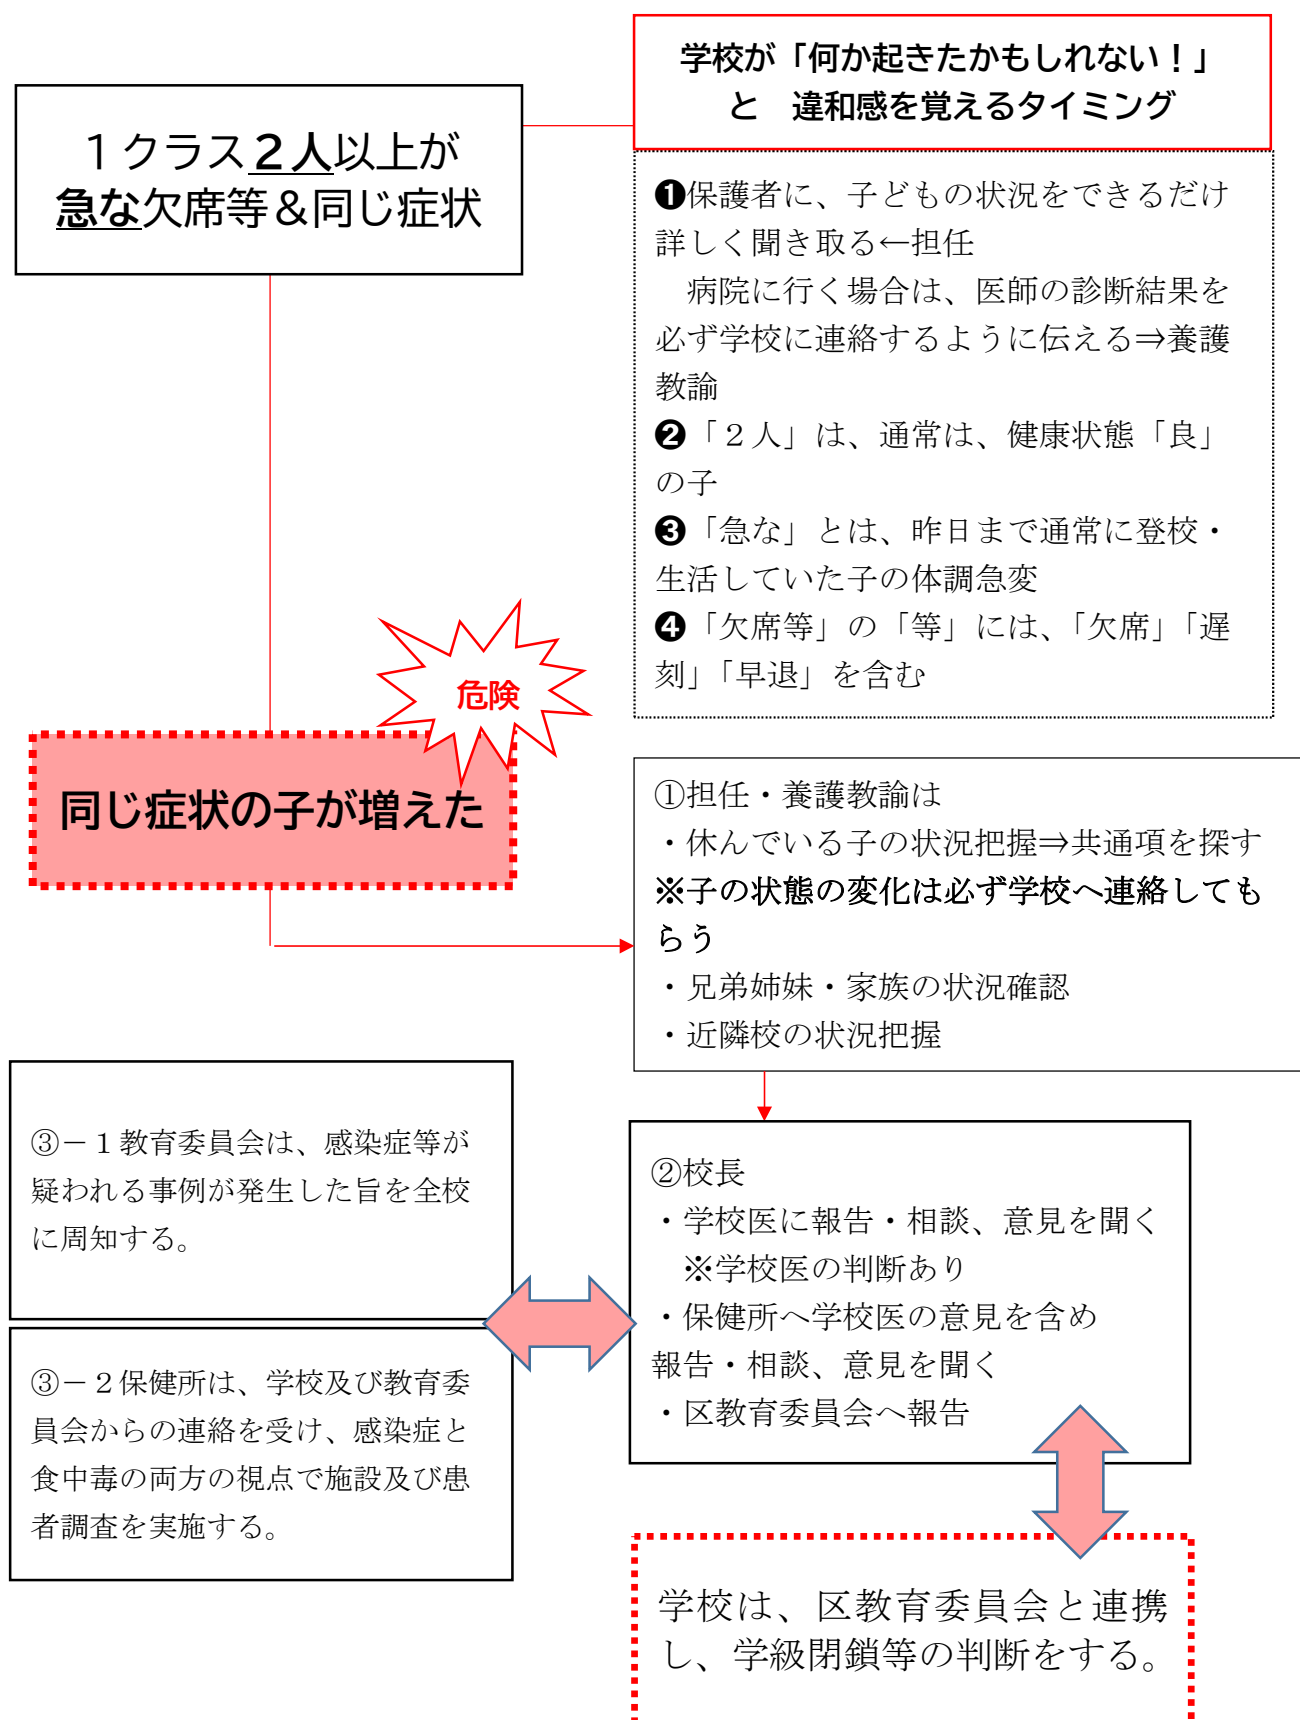 学校が「何か起きたかもしれない！」
と　違和感を覚えるタイミング
１クラス２人以上が
急な欠席等＆同じ症状
❶保護者に、子どもの状況をできるだけ
詳しく聞き取る←担任
　病院に行く場合は、医師の診断結果を
必ず学校に連絡するように伝える⇒養護
教諭
❷「２人」は、通常は、健康状態「良」
の子
❸「急な」とは、昨日まで通常に登校・
生活していた子の体調急変
❹「欠席等」の「等」には、「欠席」「遅
刻」「早退」を含む
危険
同じ症状の子が増えた
①担任・養護教諭は
・休んでいる子の状況把握⇒共通項を探す
※子の状態の変化は必ず学校へ連絡しても
らう
・兄弟姉妹・家族の状況確認
・近隣校の状況把握
②校長
・学校医に報告・相談、意見を聞く
　※学校医の判断あり
・保健所へ学校医の意見を含め
報告・相談、意見を聞く
・区教育委員会へ報告
③－１教育委員会は、感染症等が
疑われる事例が発生した旨を全校
に周知する。
③－２保健所は、学校及び教育委
員会からの連絡を受け、感染症と
食中毒の両方の視点で施設及び患
者調査を実施する。
学校は、区教育委員会と連携
し、学級閉鎖等の判断をする。